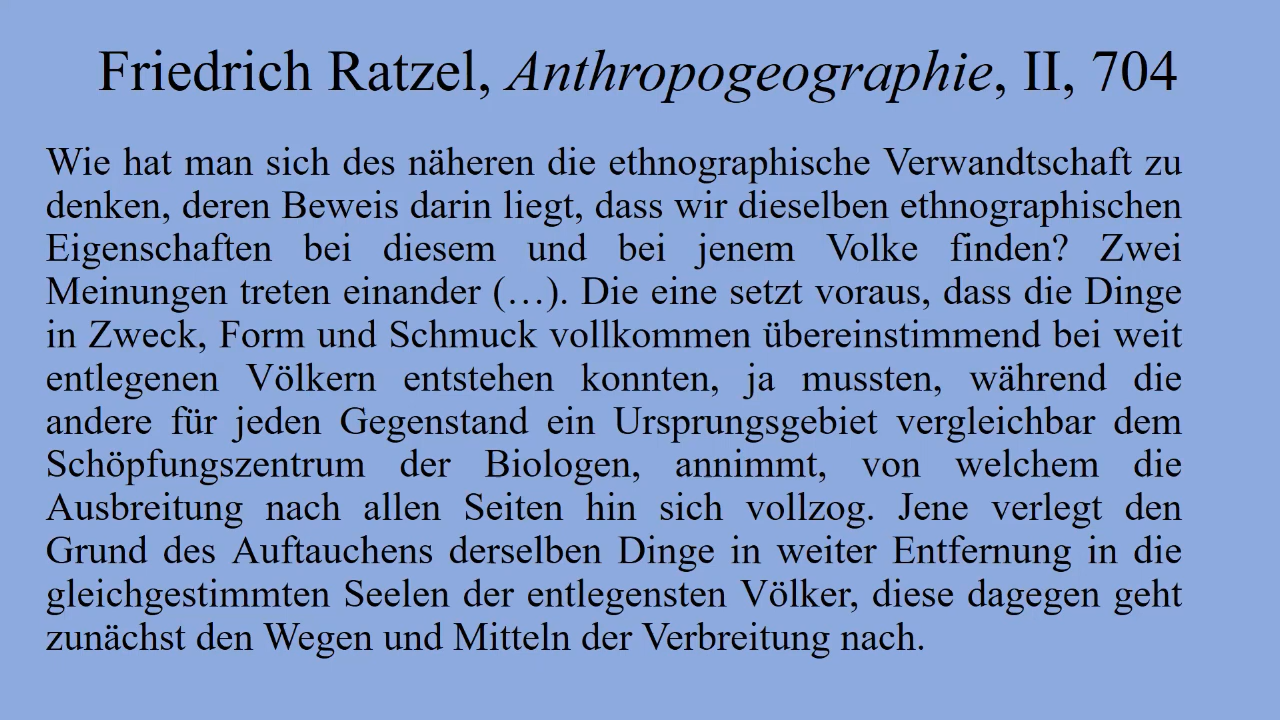 Friedrich Ratzel, Anthropogeographie, II, 704
Wie hat man sich des näheren die ethnographische Verwandtschaft zu
denken, deren Beweis darin liegt, dass wir dieselben ethnographischen
Eigenschaften bei diesem und bei jenem Volke finden? Zwei
Meinungen treten einander (…). Die eine setzt voraus, dass die Dinge
in Zweck, Form und Schmuck vollkommen übereinstimmend bei weit
entlegenen Völkern entstehen konnten, ja mussten, während die
andere für jeden Gegenstand ein Ursprungsgebiet vergleichbar dem
Schöpfungszentrum der Biologen, annimmt, von welchem die
Ausbreitung nach allen Seiten hin sich vollzog. Jene verlegt den
Grund des Auftauchens derselben Dinge in weiter Entfernung in die
gleichgestimmten Seelen der entlegensten Völker, diese dagegen geht
zunächst den Wegen und Mitteln der Verbreitung nach.